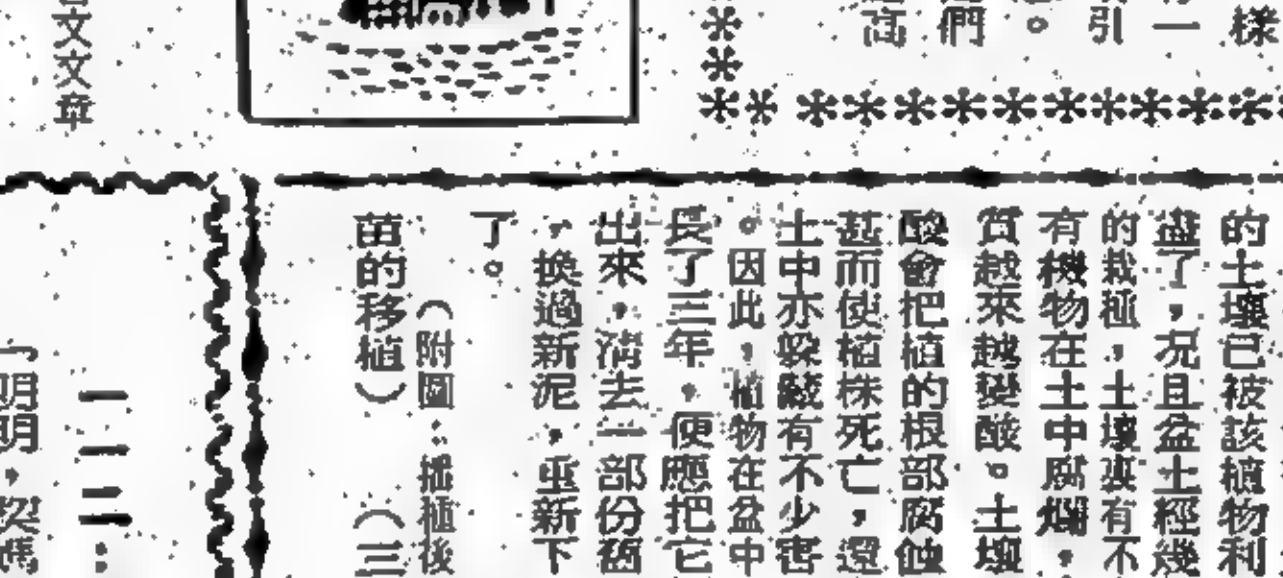 樣
一
引
。
們
高
文文章
的土壤已被該植物利
盡了，況且盆土經幾
的栽植，土壤裏有不
有機物在土中腐爛，
質越來越變酸。土壤
酸會把植的根部腐蝕
甚而使植株死亡，還
土中亦躲藏有不少害
。因此，植物在盆中
長了三年，便應把它
出來，清去一部份舊
，換過新泥，重新下
了。
（附圖：播種後
苗的移植）（三
一二二：
「明明，契媽